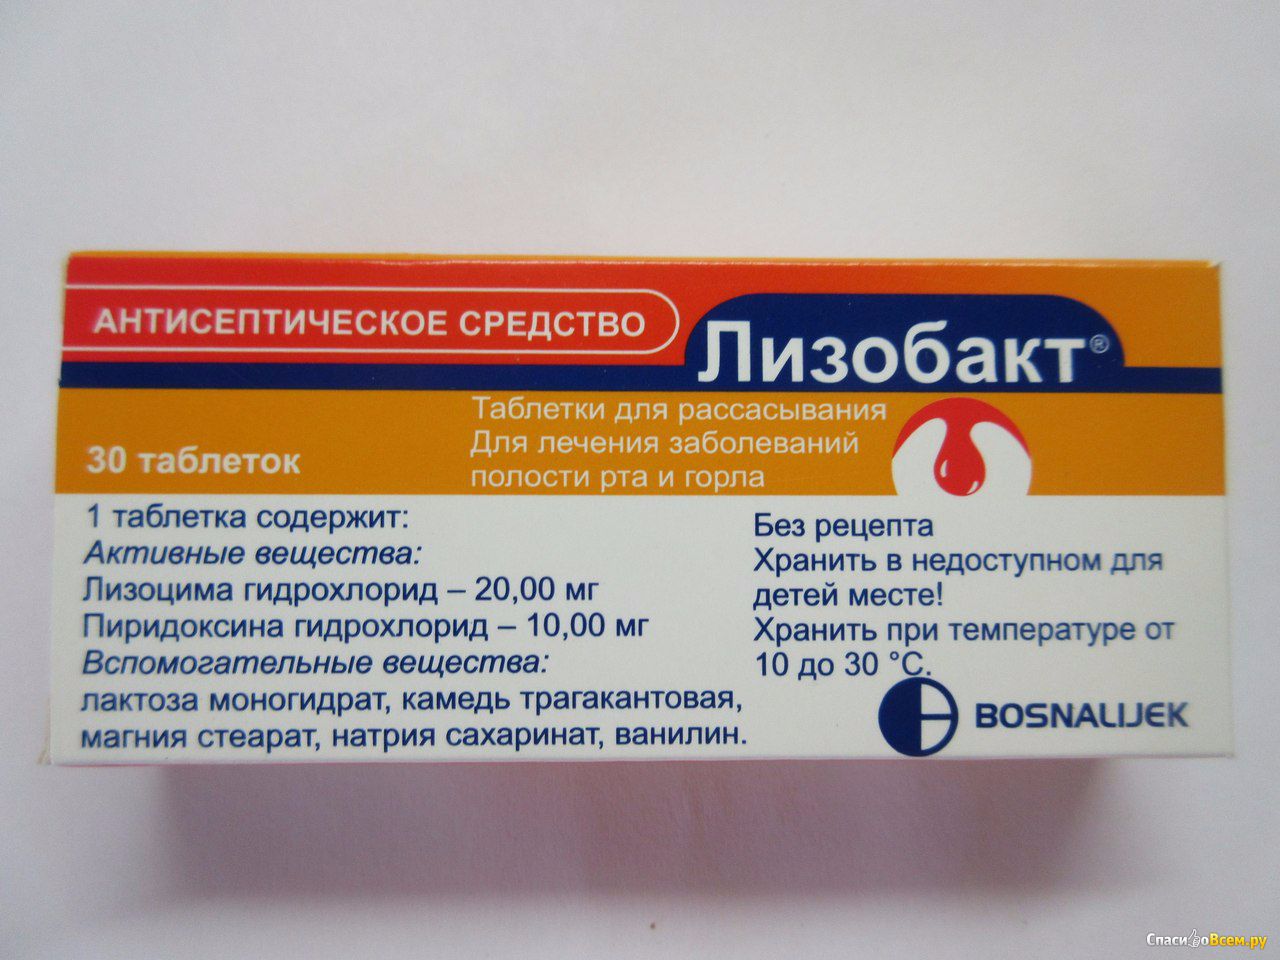 АНТИСЕПТИЧЕСКОЕ СРЕДСТВО
Лизобакт®
Таблетки для рассасывания
Для лечения заболеваний
полости рта и горла
30 таблеток
1 таблетка содержит:
Активные вещества:
Лизоцима гидрохлорид – 20,00 мг
Пиридоксина гидрохлорид – 10,00 мг
Вспомогательные вещества:
лактоза моногидрат, камедь трагакантовая,
магния стеарат, натрия сахаринат, ванилин.
Без рецепта
Хранить в недоступном для
детей месте!
Хранить при температуре от
10 до 30 °С.
BOSNALIJEK
СпасибоВсем.ру